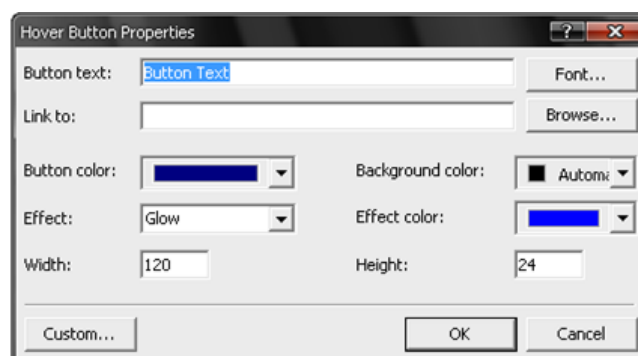 Hover Button Properties ?
Button text: Button Text Font...
Link to: Browse...
Button color: Background color: Automa
Effect: Glow Effect color:
Width: 120 Height: 24
Custom... OK Cancel